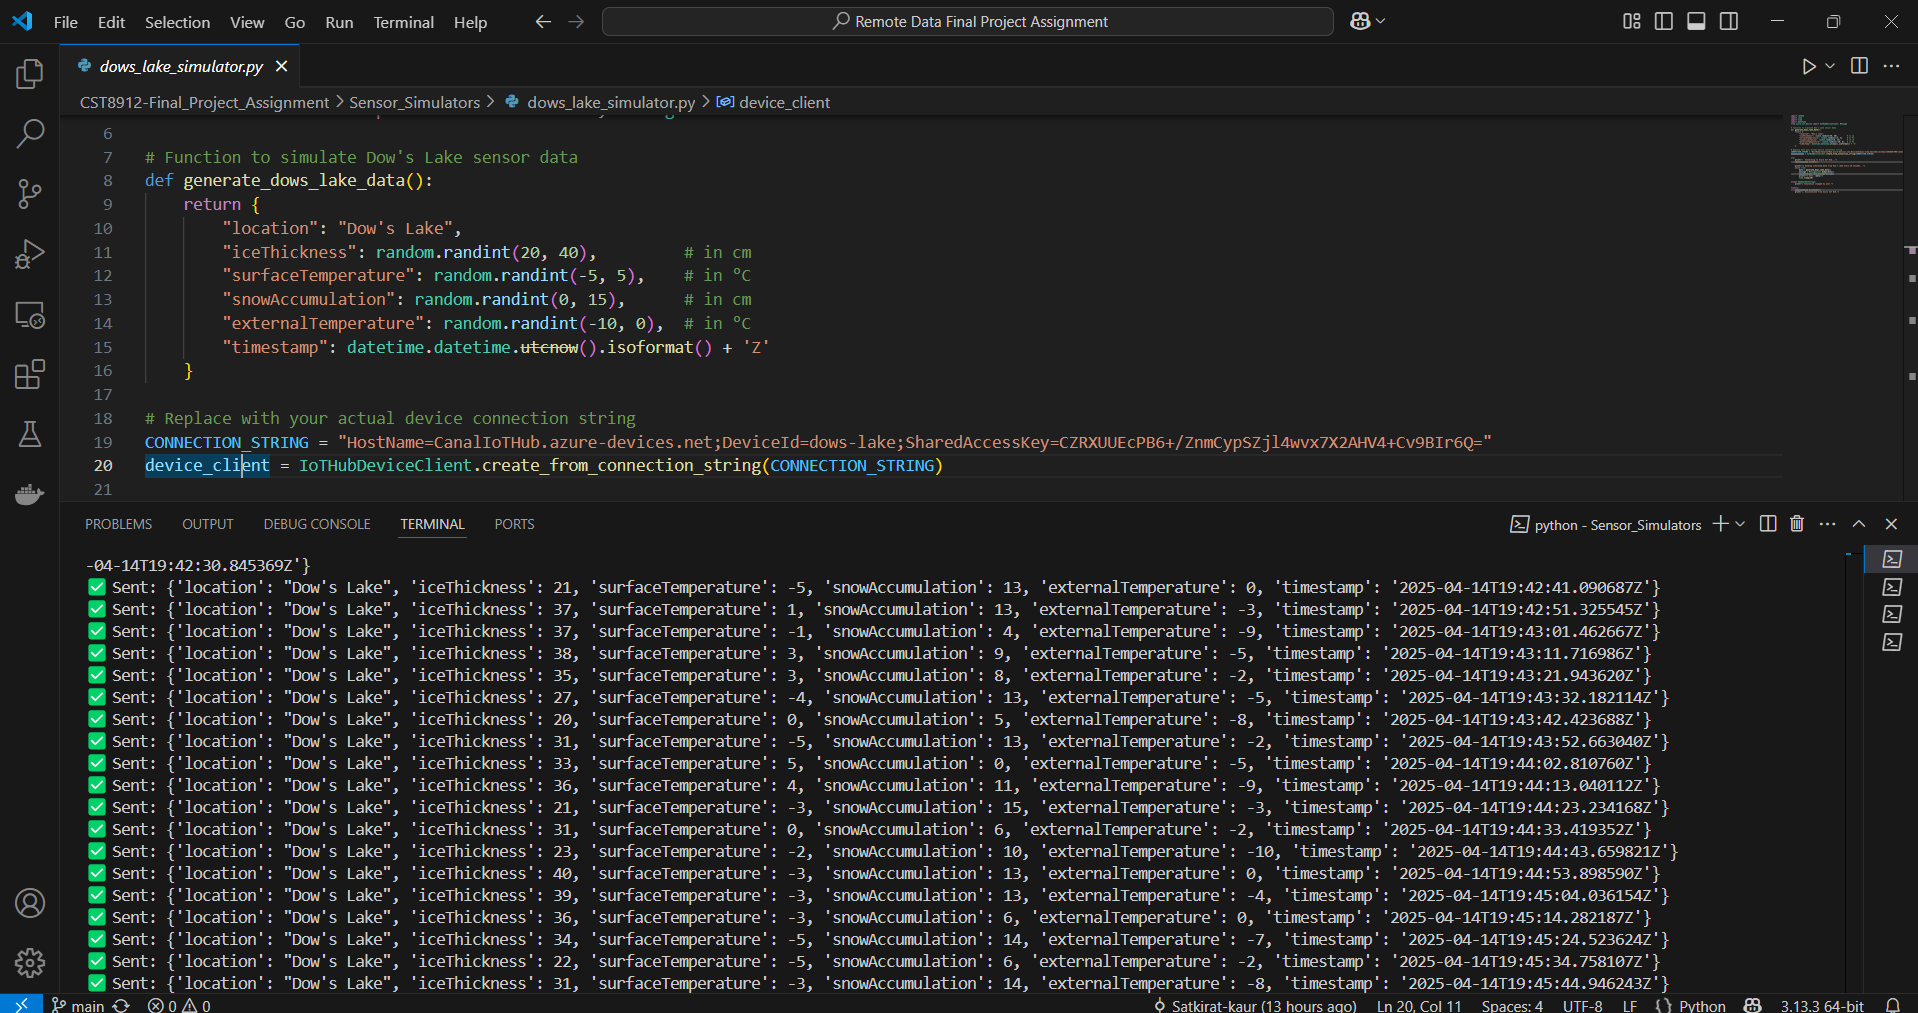 File Edit Selection View Go Run Terminal Help
Remote Data Final Project Assignment
dows_lake_simulator.py
CST8912-Final_Project_Assignment > Sensor_Simulators > dows_lake_simulator.py > device_client
6
7 # Function to simulate Dow's Lake sensor data
8 def generate_dows_lake_data():
9 return {
10 "location": "Dow's Lake",
11 "iceThickness": random.randint(20, 40), # in cm
12 "surfaceTemperature": random.randint(-5, 5), # in °C
13 "snowAccumulation": random.randint(0, 15), # in cm
14 "externalTemperature": random.randint(-10, 0), # in °C
15 "timestamp": datetime.datetime.utcnow().isoformat() + 'Z'
16 }
17
18 # Replace with your actual device connection string
19 CONNECTION_STRING = "HostName=CanalIoTHub.azure-devices.net;DeviceId=dows-lake;SharedAccessKey=CZRXUUEcPB6+/ZnmCypSZjl4wvx7X2AHV4+Cv9BIr6Q="
20 device_client = IoTHubDeviceClient.create_from_connection_string(CONNECTION_STRING)
21
PROBLEMS OUTPUT DEBUG CONSOLE TERMINAL PORTS
python - Sensor_Simulators
-04-14T19:42:30.845369Z'}
Sent: {'location': "Dow's Lake", 'iceThickness': 21, 'surfaceTemperature': -5, 'snowAccumulation': 13, 'externalTemperature': 0, 'timestamp': '2025-04-14T19:42:41.090687Z'}
Sent: {'location': "Dow's Lake", 'iceThickness': 37, 'surfaceTemperature': 1, 'snowAccumulation': 13, 'externalTemperature': -3, 'timestamp': '2025-04-14T19:42:51.325545Z'}
Sent: {'location': "Dow's Lake", 'iceThickness': 37, 'surfaceTemperature': -1, 'snowAccumulation': 4, 'externalTemperature': -9, 'timestamp': '2025-04-14T19:43:01.462667Z'}
Sent: {'location': "Dow's Lake", 'iceThickness': 38, 'surfaceTemperature': 3, 'snowAccumulation': 9, 'externalTemperature': -5, 'timestamp': '2025-04-14T19:43:11.716986Z'}
Sent: {'location': "Dow's Lake", 'iceThickness': 35, 'surfaceTemperature': 3, 'snowAccumulation': 8, 'externalTemperature': -2, 'timestamp': '2025-04-14T19:43:21.943620Z'}
Sent: {'location': "Dow's Lake", 'iceThickness': 27, 'surfaceTemperature': -4, 'snowAccumulation': 13, 'externalTemperature': -5, 'timestamp': '2025-04-14T19:43:32.182114Z'}
Sent: {'location': "Dow's Lake", 'iceThickness': 20, 'surfaceTemperature': 0, 'snowAccumulation': 5, 'externalTemperature': -8, 'timestamp': '2025-04-14T19:43:42.423688Z'}
Sent: {'location': "Dow's Lake", 'iceThickness': 31, 'surfaceTemperature': -5, 'snowAccumulation': 13, 'externalTemperature': -2, 'timestamp': '2025-04-14T19:43:52.663040Z'}
Sent: {'location': "Dow's Lake", 'iceThickness': 33, 'surfaceTemperature': 5, 'snowAccumulation': 0, 'externalTemperature': -5, 'timestamp': '2025-04-14T19:44:02.810760Z'}
Sent: {'location': "Dow's Lake", 'iceThickness': 36, 'surfaceTemperature': 4, 'snowAccumulation': 11, 'externalTemperature': -9, 'timestamp': '2025-04-14T19:44:13.040112Z'}
Sent: {'location': "Dow's Lake", 'iceThickness': 21, 'surfaceTemperature': -3, 'snowAccumulation': 15, 'externalTemperature': -3, 'timestamp': '2025-04-14T19:44:23.234168Z'}
Sent: {'location': "Dow's Lake", 'iceThickness': 31, 'surfaceTemperature': 0, 'snowAccumulation': 6, 'externalTemperature': -2, 'timestamp': '2025-04-14T19:44:33.419352Z'}
Sent: {'location': "Dow's Lake", 'iceThickness': 23, 'surfaceTemperature': -2, 'snowAccumulation': 10, 'externalTemperature': -10, 'timestamp': '2025-04-14T19:44:43.659821Z'}
Sent: {'location': "Dow's Lake", 'iceThickness': 40, 'surfaceTemperature': -3, 'snowAccumulation': 13, 'externalTemperature': 0, 'timestamp': '2025-04-14T19:44:53.898590Z'}
Sent: {'location': "Dow's Lake", 'iceThickness': 39, 'surfaceTemperature': -3, 'snowAccumulation': 13, 'externalTemperature': -4, 'timestamp': '2025-04-14T19:45:04.036154Z'}
Sent: {'location': "Dow's Lake", 'iceThickness': 36, 'surfaceTemperature': -3, 'snowAccumulation': 6, 'externalTemperature': 0, 'timestamp': '2025-04-14T19:45:14.282187Z'}
Sent: {'location': "Dow's Lake", 'iceThickness': 34, 'surfaceTemperature': -5, 'snowAccumulation': 14, 'externalTemperature': -7, 'timestamp': '2025-04-14T19:45:24.523624Z'}
Sent: {'location': "Dow's Lake", 'iceThickness': 22, 'surfaceTemperature': -5, 'snowAccumulation': 6, 'externalTemperature': -2, 'timestamp': '2025-04-14T19:45:34.758107Z'}
Sent: {'location': "Dow's Lake", 'iceThickness': 31, 'surfaceTemperature': -3, 'snowAccumulation': 14, 'externalTemperature': -8, 'timestamp': '2025-04-14T19:45:44.946243Z'}
main 0 0 Satkirat-kaur (13 hours ago) Ln 20, Col 11 Spaces: 4 UTF-8 LF {} Python 3.13.3 64-bit